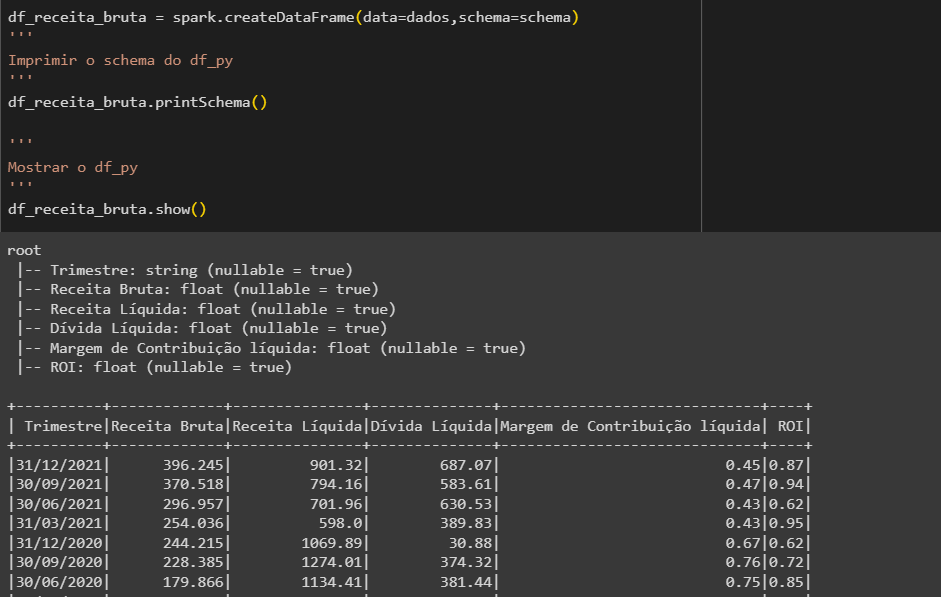 df_receita_bruta = spark.createDataFrame(data=dados,schema=schema)
'''
Imprimir o schema do df_py
'''
df_receita_bruta.printSchema()
'''
Mostrar o df_py
'''
df_receita_bruta.show()
root
|-- Trimestre: string (nullable = true)
|-- Receita Bruta: float (nullable = true)
|-- Receita Líquida: float (nullable = true)
|-- Dívida Líquida: float (nullable = true)
|-- Margem de Contribuição líquida: float (nullable = true)
|-- ROI: float (nullable = true)
+----------+-------------+---------------+--------------+------------------------------+----+
| Trimestre|Receita Bruta|Receita Líquida|Dívida Líquida|Margem de Contribuição líquida| ROI|
+----------+-------------+---------------+--------------+------------------------------+----+
|31/12/2021|      396.245|         901.32|        687.07|                          0.45|0.87|
|30/09/2021|      370.518|         794.16|        583.61|                          0.47|0.94|
|30/06/2021|      296.957|         701.96|        630.53|                          0.43|0.62|
|31/03/2021|      254.036|          598.0|        389.83|                          0.43|0.95|
|31/12/2020|      244.215|        1069.89|         30.88|                          0.67|0.62|
|30/09/2020|      228.385|        1274.01|        374.32|                          0.76|0.72|
|30/06/2020|      179.866|        1134.41|        381.44|                          0.75|0.85|